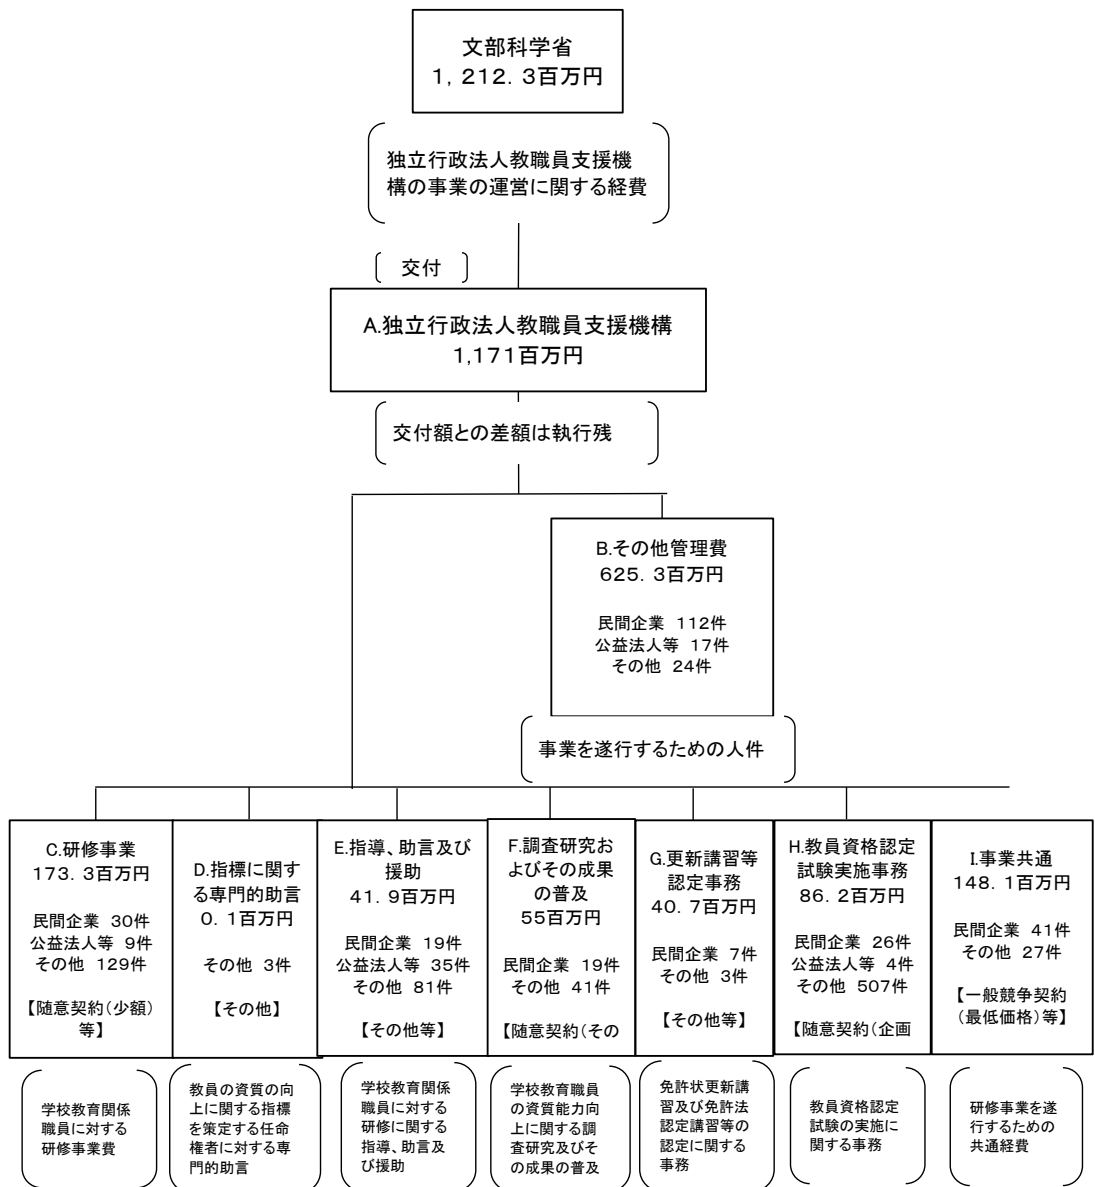 文部科学省
1，212．3百万円
独立行政法人教職員支援機
構の事業の運営に関する経費
交付
A.独立行政法人教職員支援機構
1,171百万円
交付額との差額は執行残
B.その他管理費
625．3百万円
民間企業 112件
公益法人等 17件
その他 24件
事業を遂行するための人件
C.研修事業
173．3百万円
民間企業 30件
公益法人等 9件
その他 129件
【随意契約(少額)
等】
D.指標に関す
る専門的助言
0．1百万円
その他 3件
【その他】
E.指導、助言及び
援助
41．9百万円
民間企業 19件
公益法人等 35件
その他 81件
【その他等】
F.調査研究お
よびその成果
の普及
55百万円
民間企業 19件
その他 41件
【随意契約(その
G.更新講習等
認定事務
40．7百万円
民間企業 7件
その他 3件
【その他等】
H.教員資格認定
試験実施事務
86．2百万円
民間企業 26件
公益法人等 4件
その他 507件
【随意契約(企画
I.事業共通
148．1百万円
民間企業 41件
その他 27件
【一般競争契約
(最低価格)等】
学校教育関係
職員に対する
研修事業費
教員の資質の向
上に関する指標
を策定する任命
権者に対する専
門的助言
学校教育関係
職員に対する
研修に関する
指導、助言及
び援助
学校教育職員
の資質能力向
上に関する調
査研究及びそ
の成果の普及
免許状更新講
習及び免許法
認定講習等の
認定に関する
事務
教員資格認定
試験の実施に
関する事務
研修事業を遂
行するための
共通経費